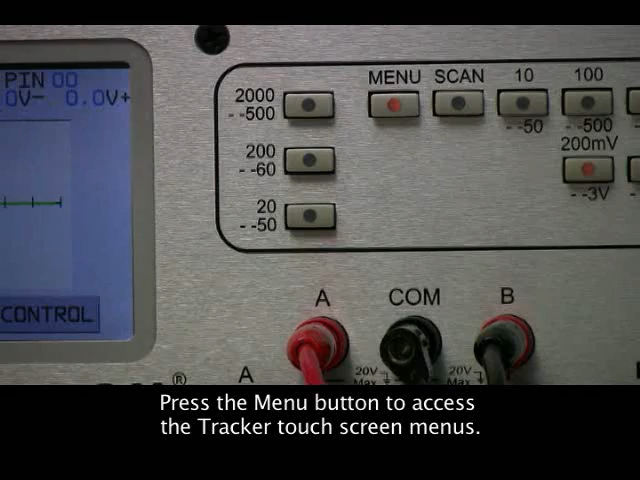 PIN 00
0V- 0.0V+
CONTROL
2000
--500
200
--60
20
--50
MENU
SCAN
10
--50
100
--500
200mV
--3V
A
COM
B
A
20V
Max
20V
Max
®
Press the Menu button to access
the Tracker touch screen menus.